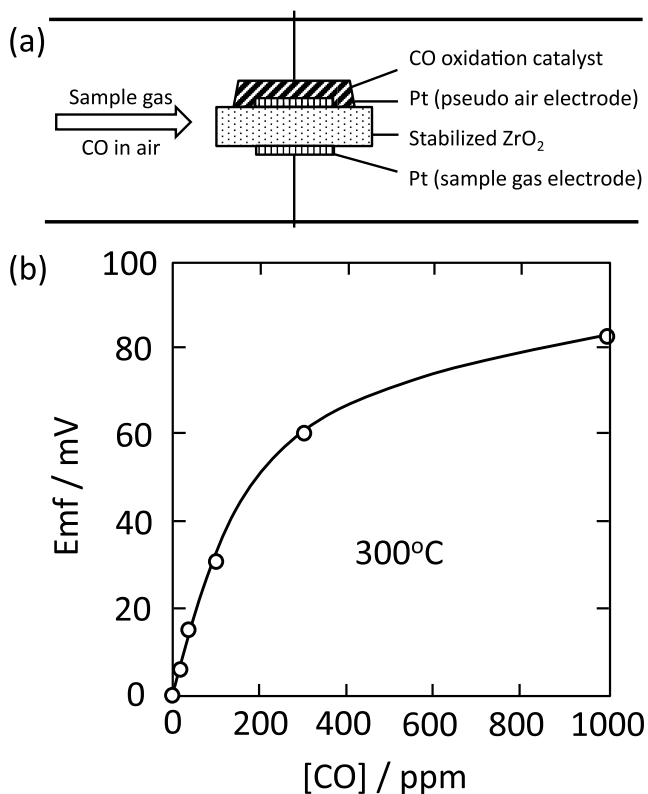 (a)
CO oxidation catalyst
Sample gas
Pt (pseudo air electrode)
CO in air
Stabilized ZrO₂
Pt (sample gas electrode)
(b)
100
80
60
40
20
0
Emf / mV
300°C
0 200 400 600 800 1000
[CO] / ppm